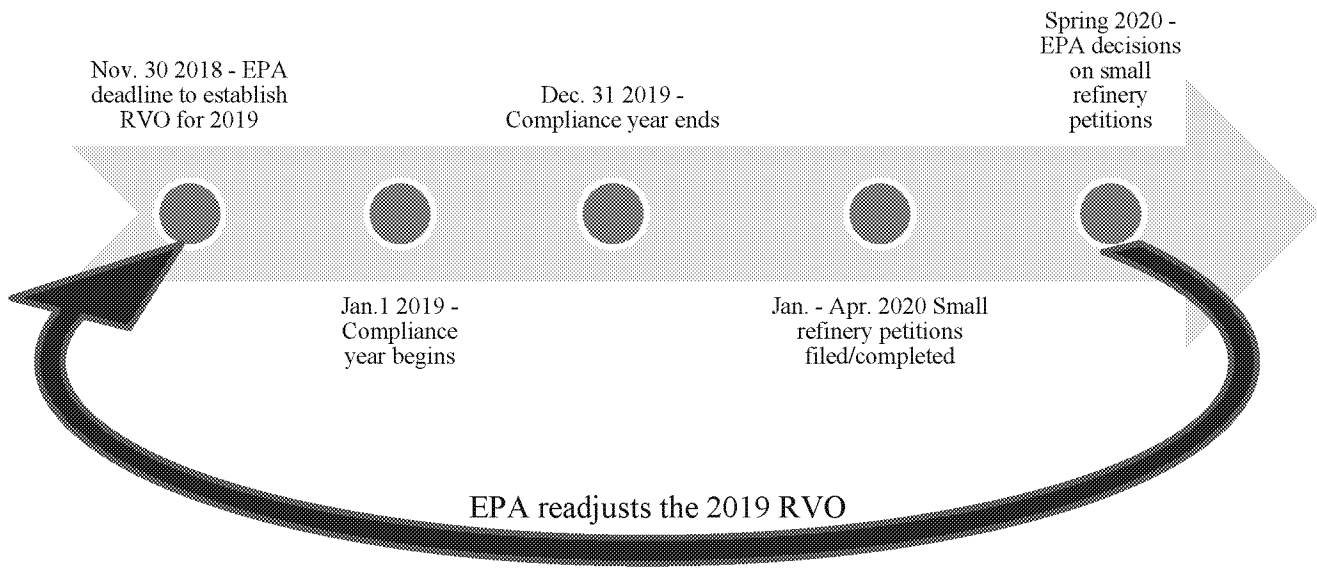 Nov. 30 2018 - EPA
deadline to establish
RVO for 2019
Jan.1 2019 -
Compliance
year begins
Dec. 31 2019 -
Compliance year ends
Jan. - Apr. 2020 Small
refinery petitions
filed/completed
Spring 2020 -
EPA decisions
on small
refinery
petitions
EPA readjusts the 2019 RVO